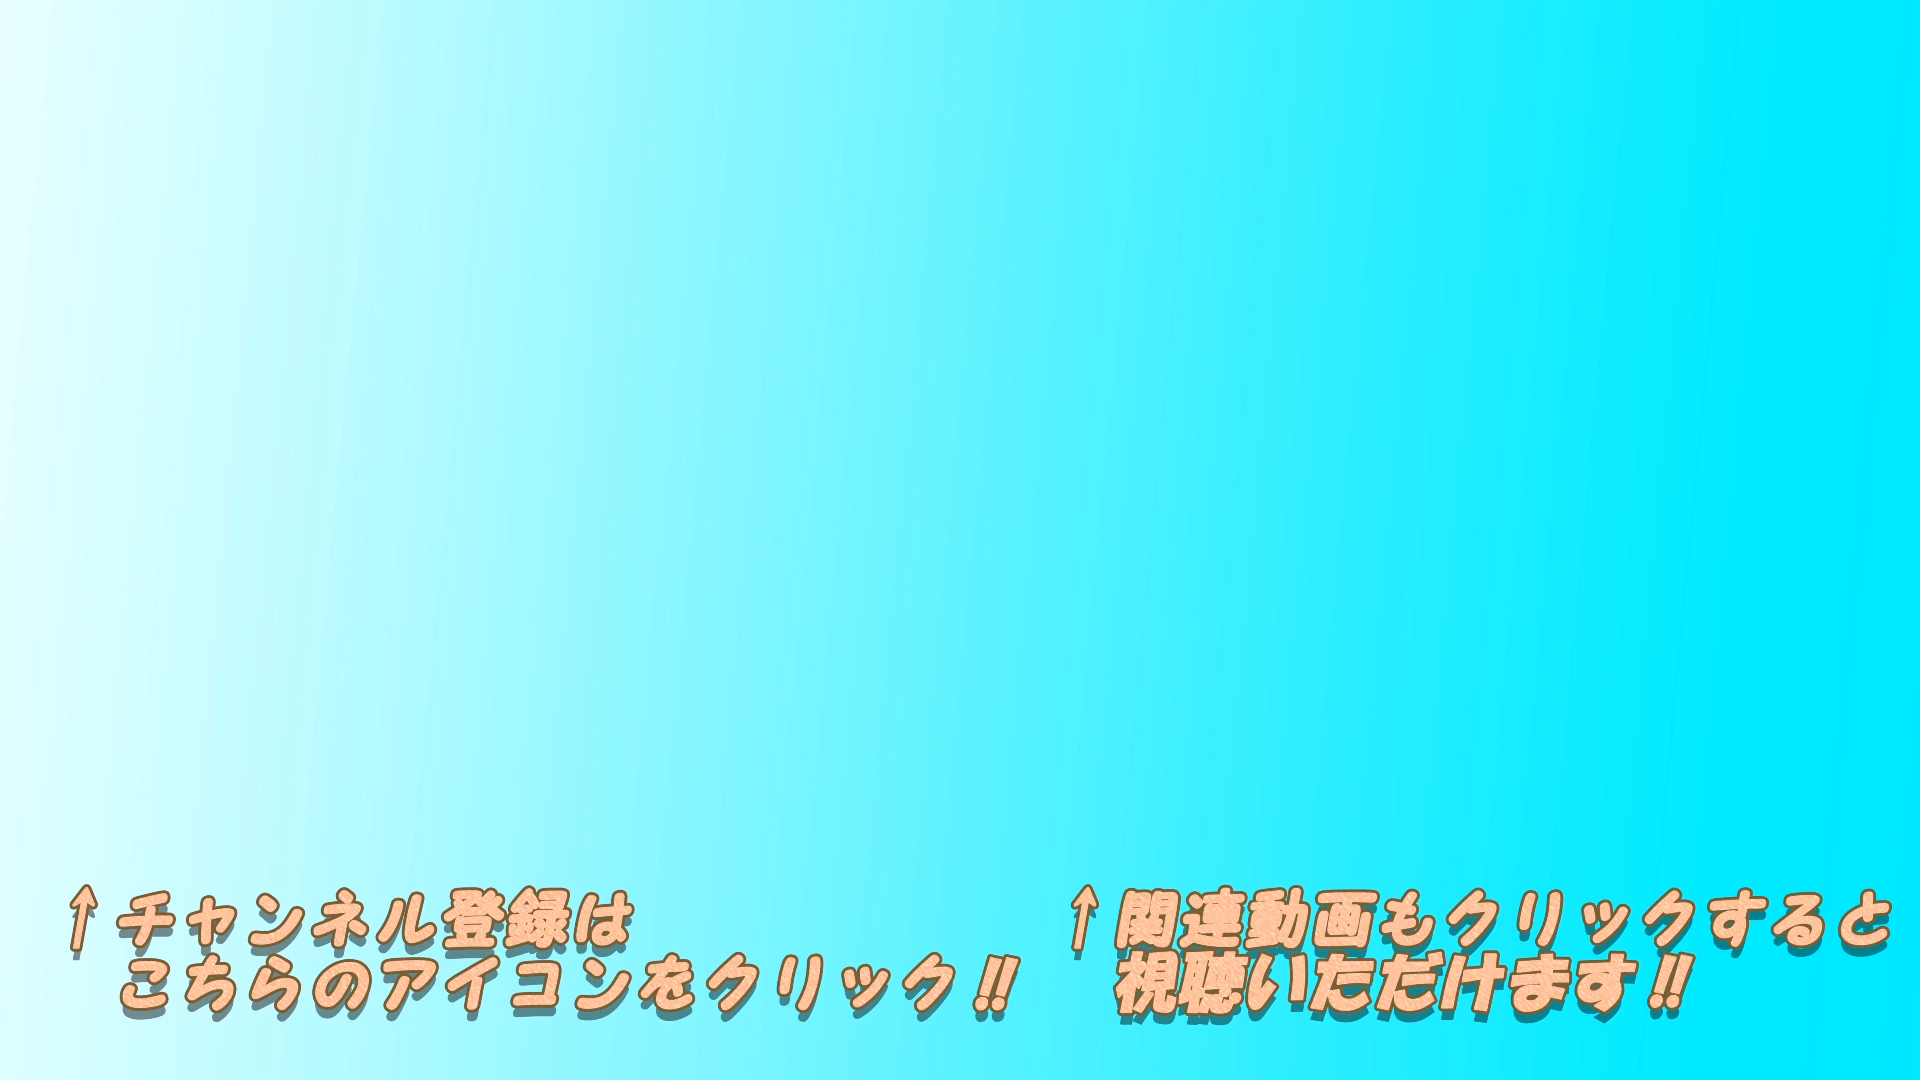 ↑チャンネル登録は
こちらのアイコンをクリック!!
↑関連動画もクリックすると
視聴いただけます!!